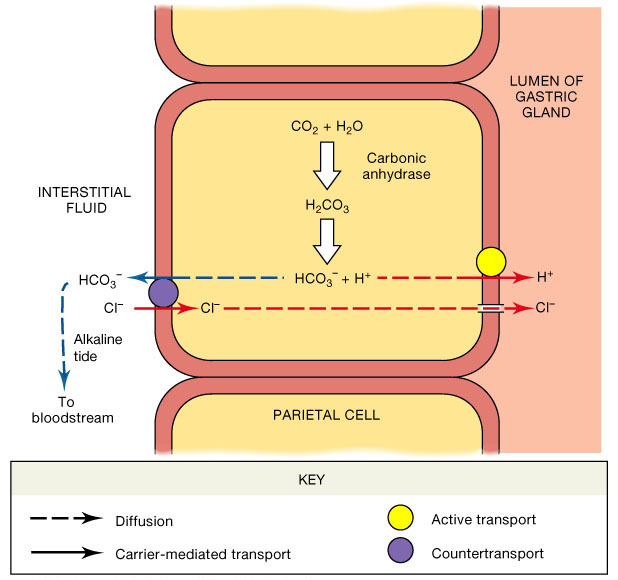 LUMEN OF
GASTRIC
GLAND
CO₂ + H₂O
Carbonic
anhydrase
INTERSTITIAL
FLUID
H₂CO₃
HCO₃⁻
HCO₃⁻ + H⁺
H⁺
Cl⁻
Cl⁻
Cl⁻
Alkaline
tide
To
bloodstream
PARIETAL CELL
KEY
Diffusion
Active transport
Carrier-mediated transport
Countertransport